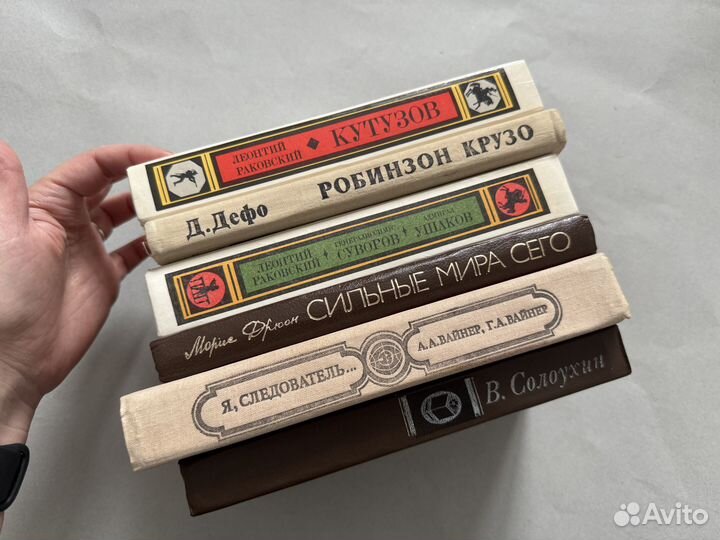 ЛЕОНТИЙ
РАКОВСКИЙ
КУТУЗОВ
Д. Дефо РОБИНЗОН КРУЗО
ЛЕОНТИЙ
РАКОВСКИЙ
ГЕНЕРАЛИССИМУС
СУВОРОВ
АДМИРАЛ
УШАКОВ
Морис Дрюон СИЛЬНЫЕ МИРА СЕГО
Я, СЛЕДОВАТЕЛЬ... А.А.ВАЙНЕР, Г.А.ВАЙНЕР
В. Солоухин
Avito